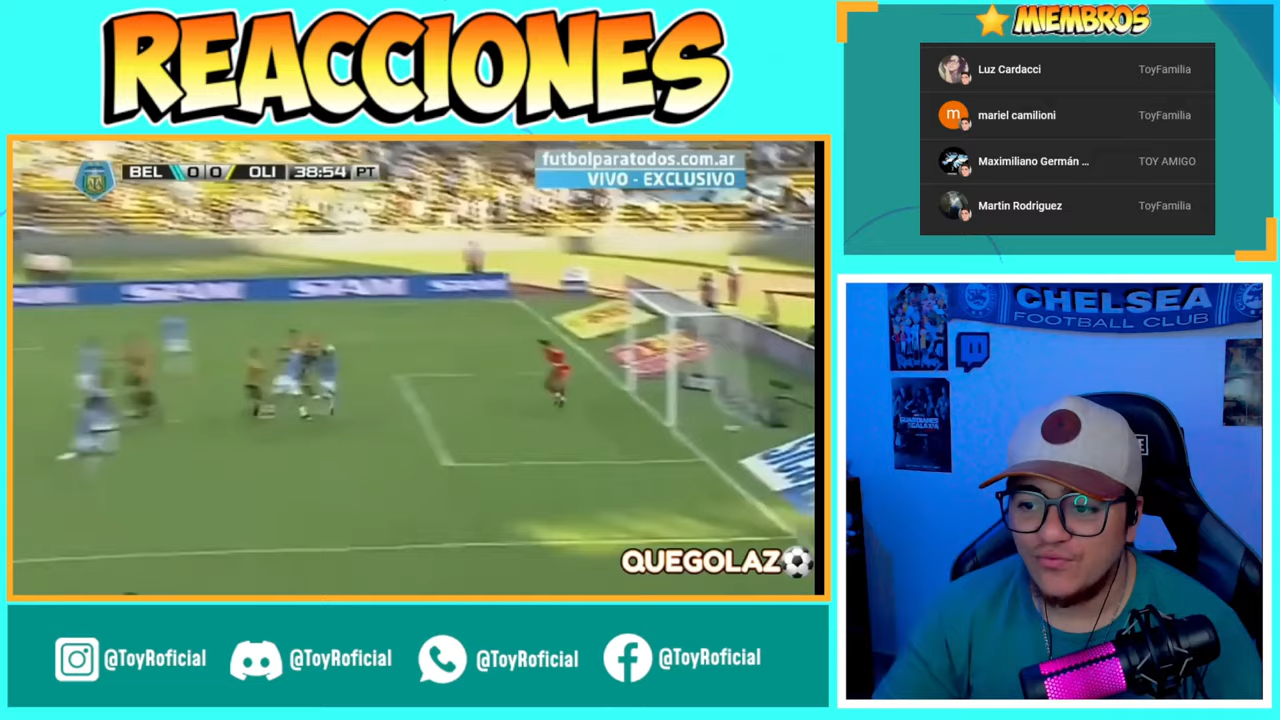 REACCIONES
MIEMBROS
Luz Cardacci ToyFamilia
mariel camilioni ToyFamilia
Maximiliano Germán ... TOY AMIGO
Martin Rodriguez ToyFamilia
BEL 0 0 OLI 38:54 PT
futbolparatodos.com.ar
VIVO - EXCLUSIVO
QUEGOLAZ
CHELSEA
FOOTBALL CLUB
@ToyRoficial @ToyRoficial @ToyRoficial @ToyRoficial